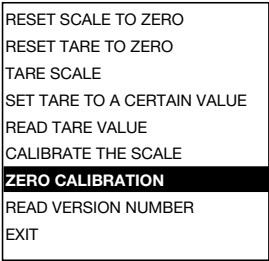 RESET SCALE TO ZERO
RESET TARE TO ZERO
TARE SCALE
SET TARE TO A CERTAIN VALUE
READ TARE VALUE
CALIBRATE THE SCALE
ZERO CALIBRATION
READ VERSION NUMBER
EXIT